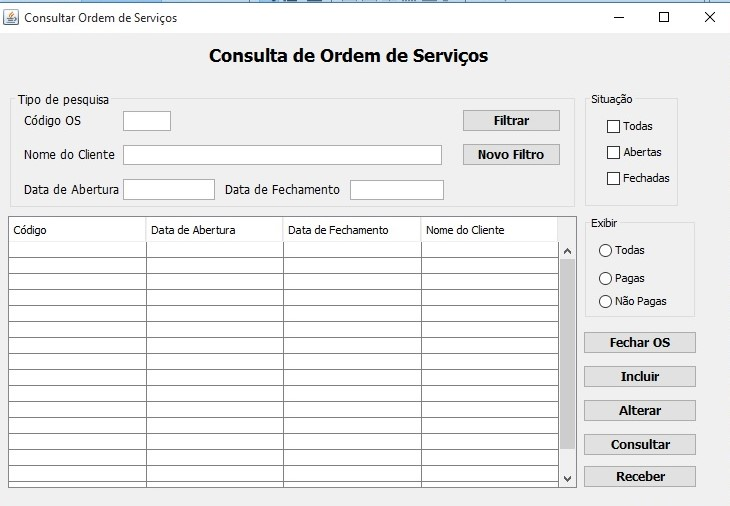 Consultar Ordem de Serviços
Consulta de Ordem de Serviços
Tipo de pesquisa
Código OS
Filtrar
Nome do Cliente
Novo Filtro
Data de Abertura Data de Fechamento
Situação
Todas
Abertas
Fechadas
Código Data de Abertura Data de Fechamento Nome do Cliente
Exibir
Todas
Pagas
Não Pagas
Fechar OS
Incluir
Alterar
Consultar
Receber